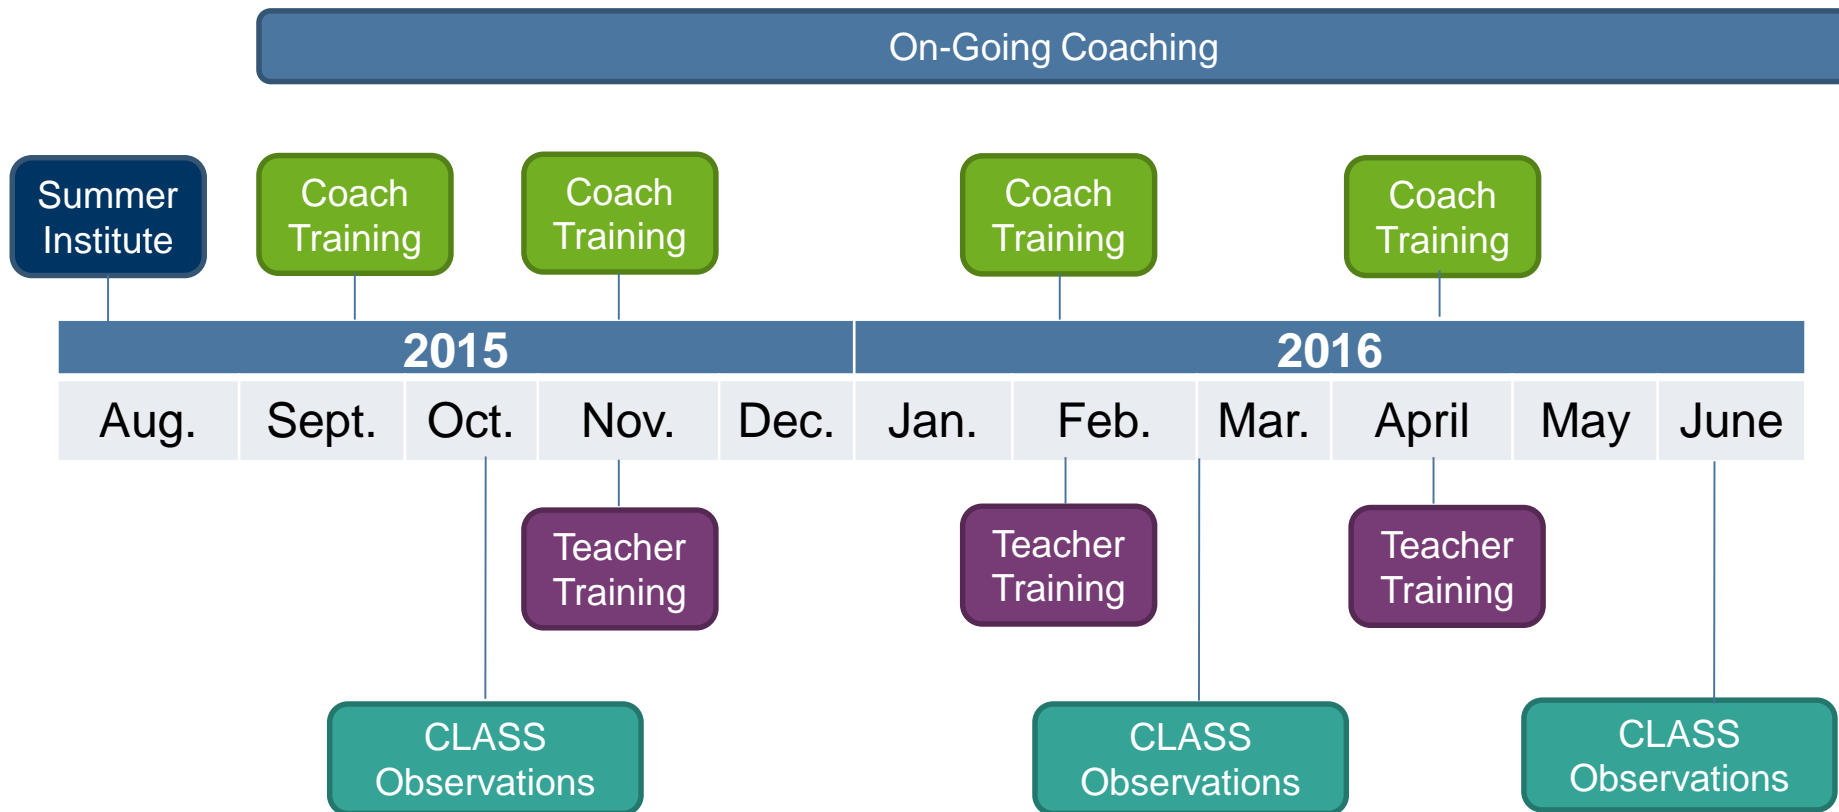 On-Going Coaching
Summer
Institute
Coach
Training
Coach
Training
Coach
Training
Coach
Training
2015
2016
Aug.
Sept.
Oct.
Nov.
Dec.
Jan.
Feb.
Mar.
April
May
June
Teacher
Training
Teacher
Training
Teacher
Training
CLASS
Observations
CLASS
Observations
CLASS
Observations